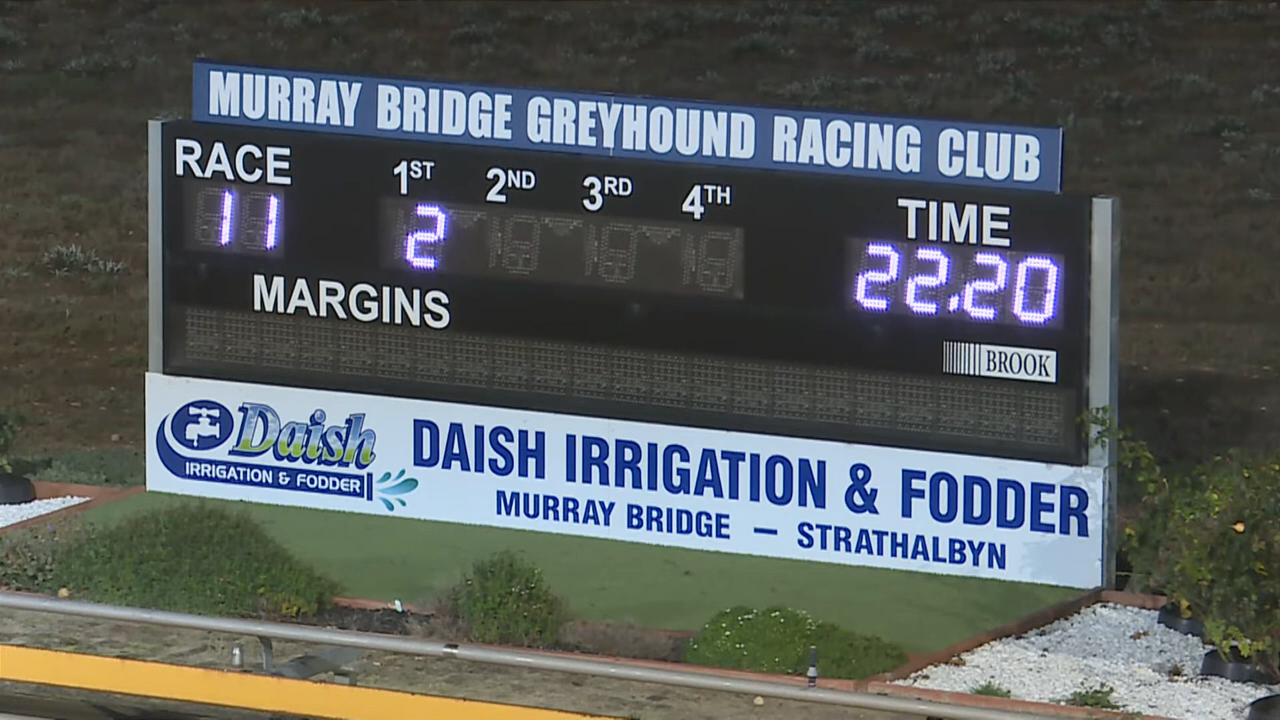 MURRAY BRIDGE GREYHOUND RACING CLUB
RACE 1ST 2ND 3RD 4TH TIME
11 2 22.20
MARGINS
BROOK
Daish
IRRIGATION & FODDER
DAISH IRRIGATION & FODDER
MURRAY BRIDGE — STRATHALBYN